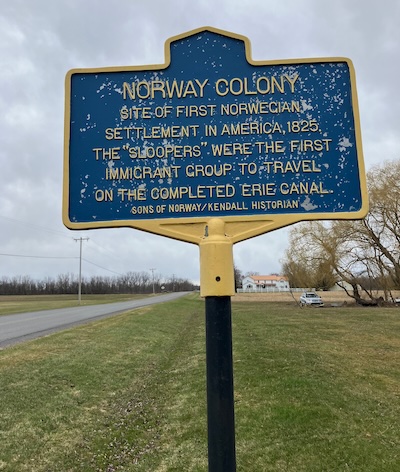 NORWAY COLONY
SITE OF FIRST NORWEGIAN
SETTLEMENT IN AMERICA, 1825.
THE "SLOOPERS" WERE THE FIRST
IMMIGRANT GROUP TO TRAVEL
ON THE COMPLETED ERIE CANAL.
SONS OF NORWAY/KENDALL HISTORIAN